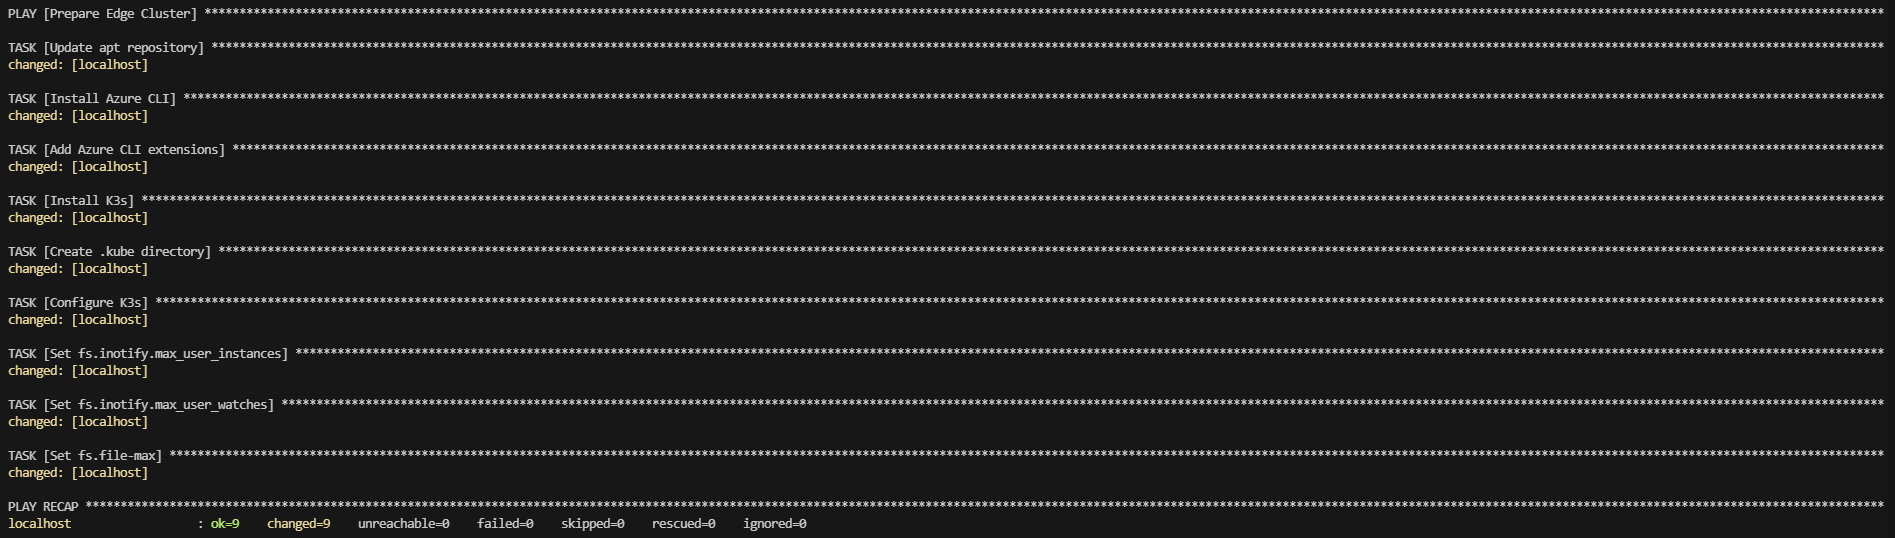 PLAY [Prepare Edge Cluster] ************************************************************************************************************************************************************************************************************************************************
TASK [Update apt repository] ***********************************************************************************************************************************************************************************************************************************************
changed: [localhost]
TASK [Install Azure CLI] ***************************************************************************************************************************************************************************************************************************************************
changed: [localhost]
TASK [Add Azure CLI extensions] ********************************************************************************************************************************************************************************************************************************************
changed: [localhost]
TASK [Install K3s] *********************************************************************************************************************************************************************************************************************************************************
changed: [localhost]
TASK [Create .kube directory] **********************************************************************************************************************************************************************************************************************************************
changed: [localhost]
TASK [Configure K3s] *******************************************************************************************************************************************************************************************************************************************************
changed: [localhost]
TASK [Set fs.inotify.max_user_instances] ***********************************************************************************************************************************************************************************************************************************
changed: [localhost]
TASK [Set fs.inotify.max_user_watches] *************************************************************************************************************************************************************************************************************************************
changed: [localhost]
TASK [Set fs.file-max] *****************************************************************************************************************************************************************************************************************************************************
changed: [localhost]
PLAY RECAP *****************************************************************************************************************************************************************************************************************************************************************
localhost                  : ok=9    changed=9    unreachable=0    failed=0    skipped=0    rescued=0    ignored=0